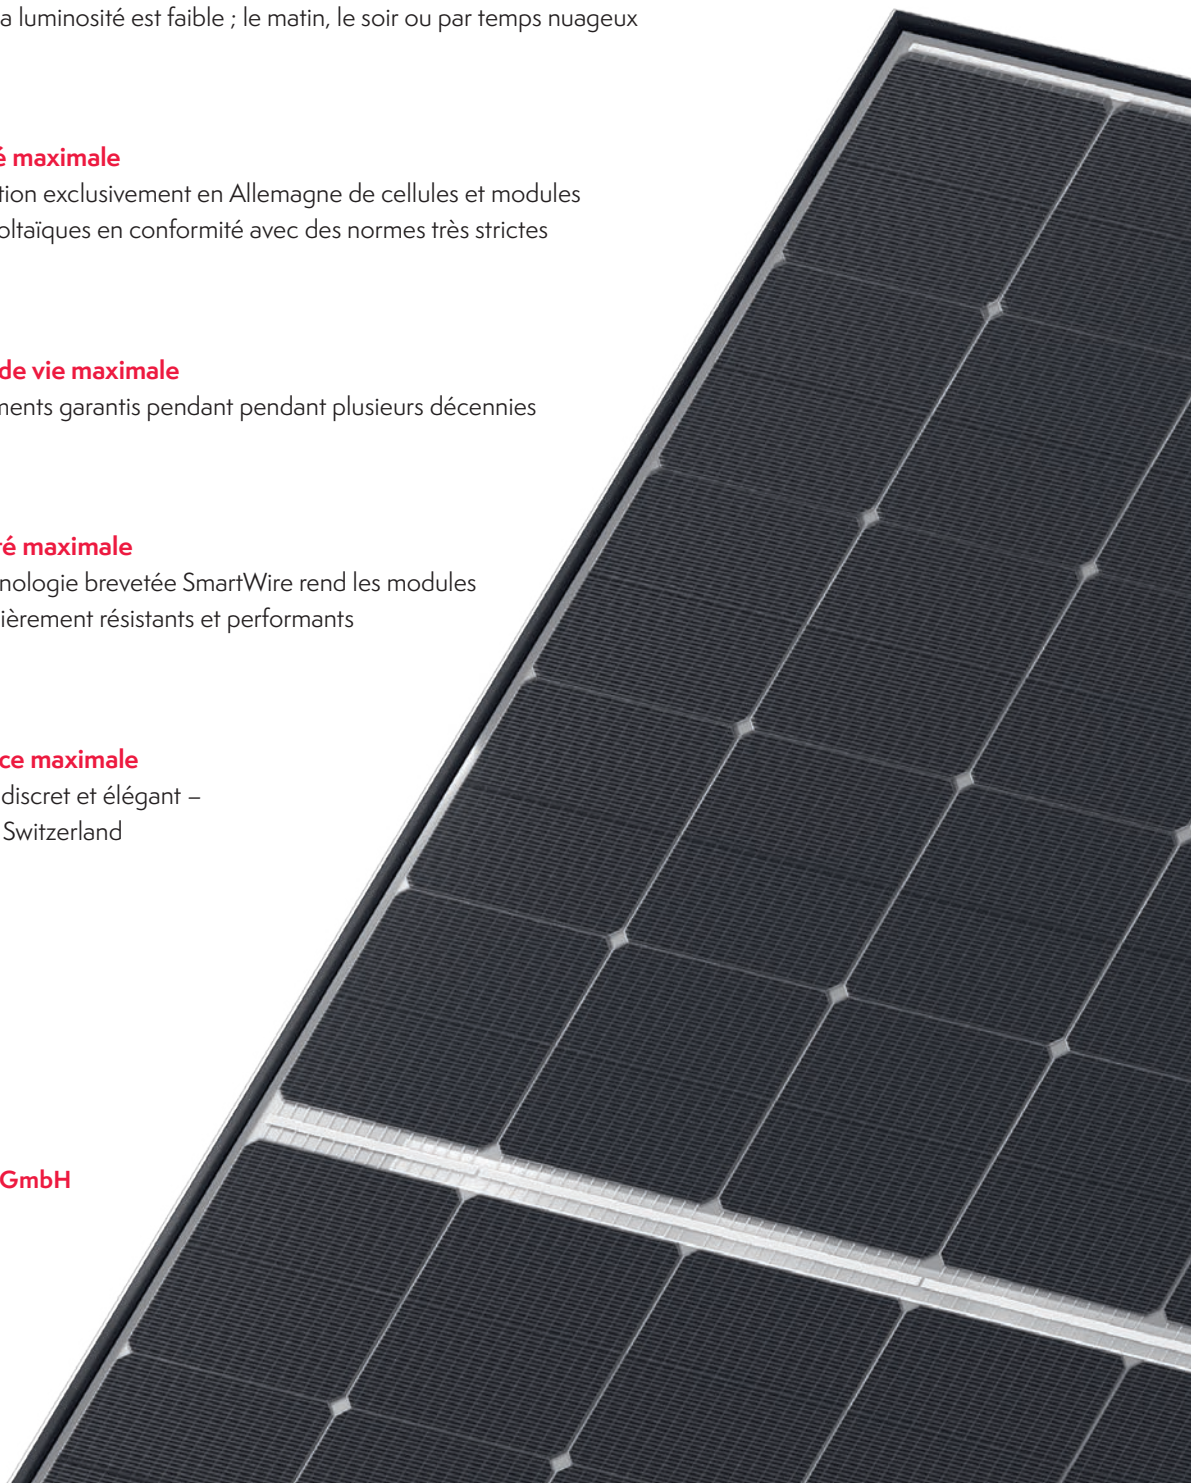 a luminosité est faible ; le matin, le soir ou par temps nuageux
é maximale
tion exclusivement en Allemagne de cellules et modules
oltaïques en conformité avec des normes très strictes
de vie maximale
ments garantis pendant pendant plusieurs décennies
ré maximale
nologie brevetée SmartWire rend les modules
ièrement résistants et performants
ce maximale
discret et élégant –
Switzerland
GmbH